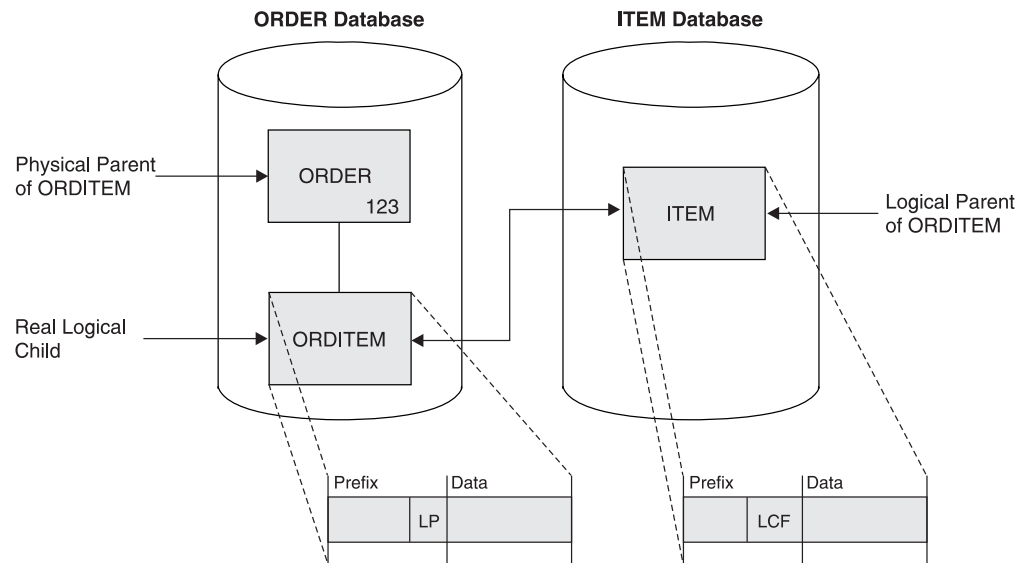 ORDER Database
ITEM Database
Physical Parent
of ORDITEM
ORDER
123
ITEM
Logical Parent
of ORDITEM
Real Logical
Child
ORDITEM
Prefix
Data
LP
Prefix
Data
LCF